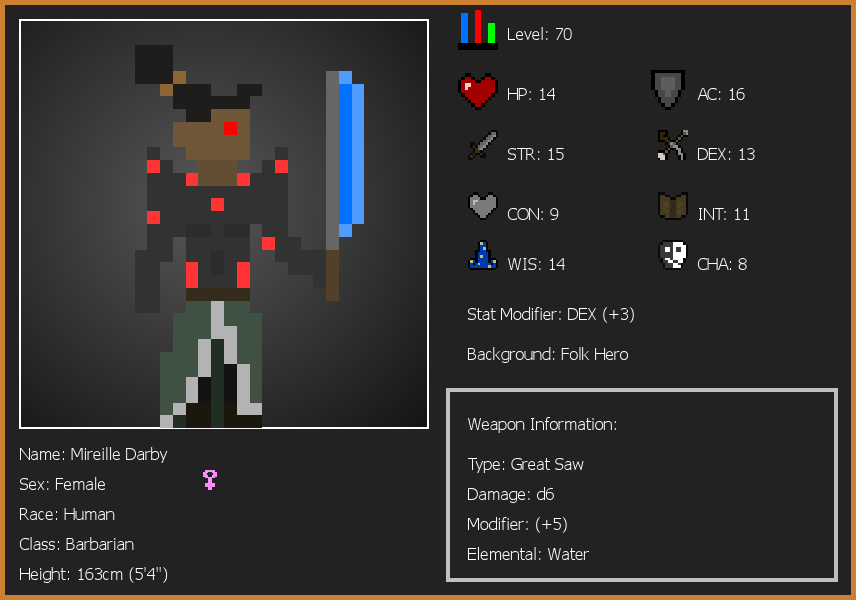 Level: 70
HP: 14
AC: 16
STR: 15
DEX: 13
CON: 9
INT: 11
WIS: 14
CHA: 8
Stat Modifier: DEX (+3)
Background: Folk Hero
Weapon Information:
Type: Great Saw
Damage: d6
Modifier: (+5)
Elemental: Water
Name: Mireille Darby
Sex: Female
Race: Human
Class: Barbarian
Height: 163cm (5'4")